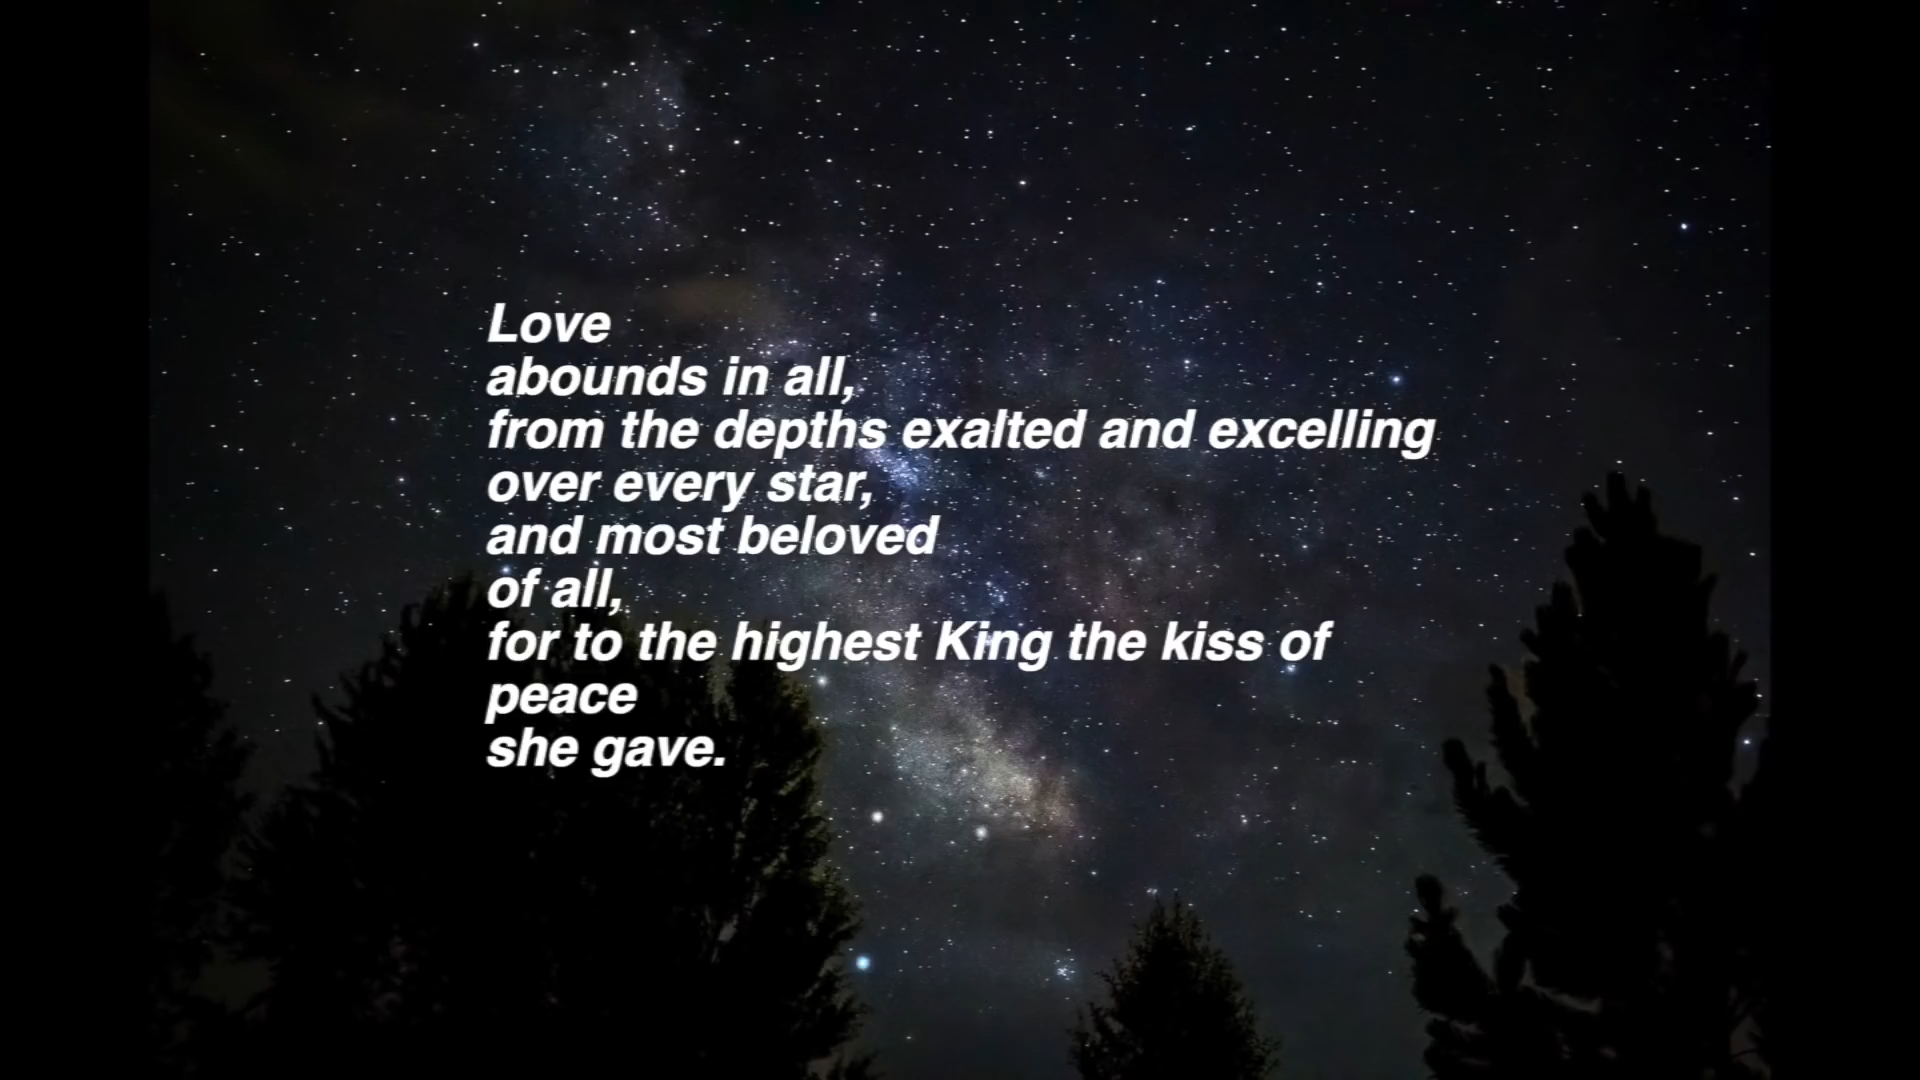 Love
abounds in all,
from the depths exalted and excelling
over every star,
and most beloved
of all,
for to the highest King the kiss of
peace
she gave.